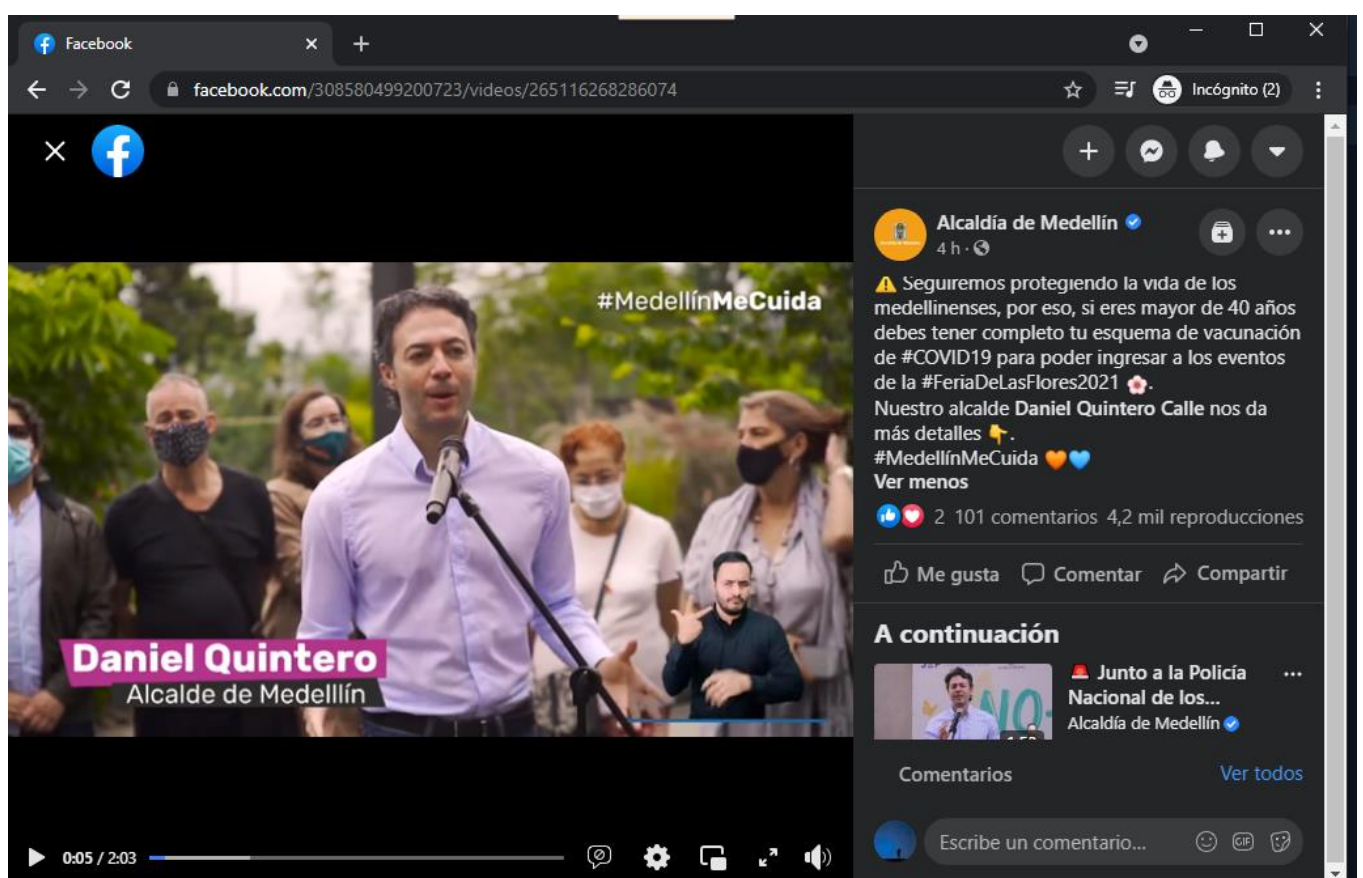 Facebook
facebook.com/308580499200723/videos/265116268286074
Incógnito (2)
#MedellínMeCuida
Daniel Quintero
Alcalde de Medelllín
0:05 / 2:03
Alcaldía de Medellín
4 h ·
Seguiremos protegiendo la vida de los
medellinenses, por eso, si eres mayor de 40 años
debes tener completo tu esquema de vacunación
de #COVID19 para poder ingresar a los eventos
de la #FeriaDeLasFlores2021 🌸.
Nuestro alcalde Daniel Quintero Calle nos da
más detalles 👇.
#MedellínMeCuida 🧡💙
Ver menos
2 101 comentarios 4,2 mil reproducciones
Me gusta Comentar Compartir
A continuación
🚨 Junto a la Policía
Nacional de los...
Alcaldía de Medellín
NO-
Comentarios Ver todos
Escribe un comentario...
GIF